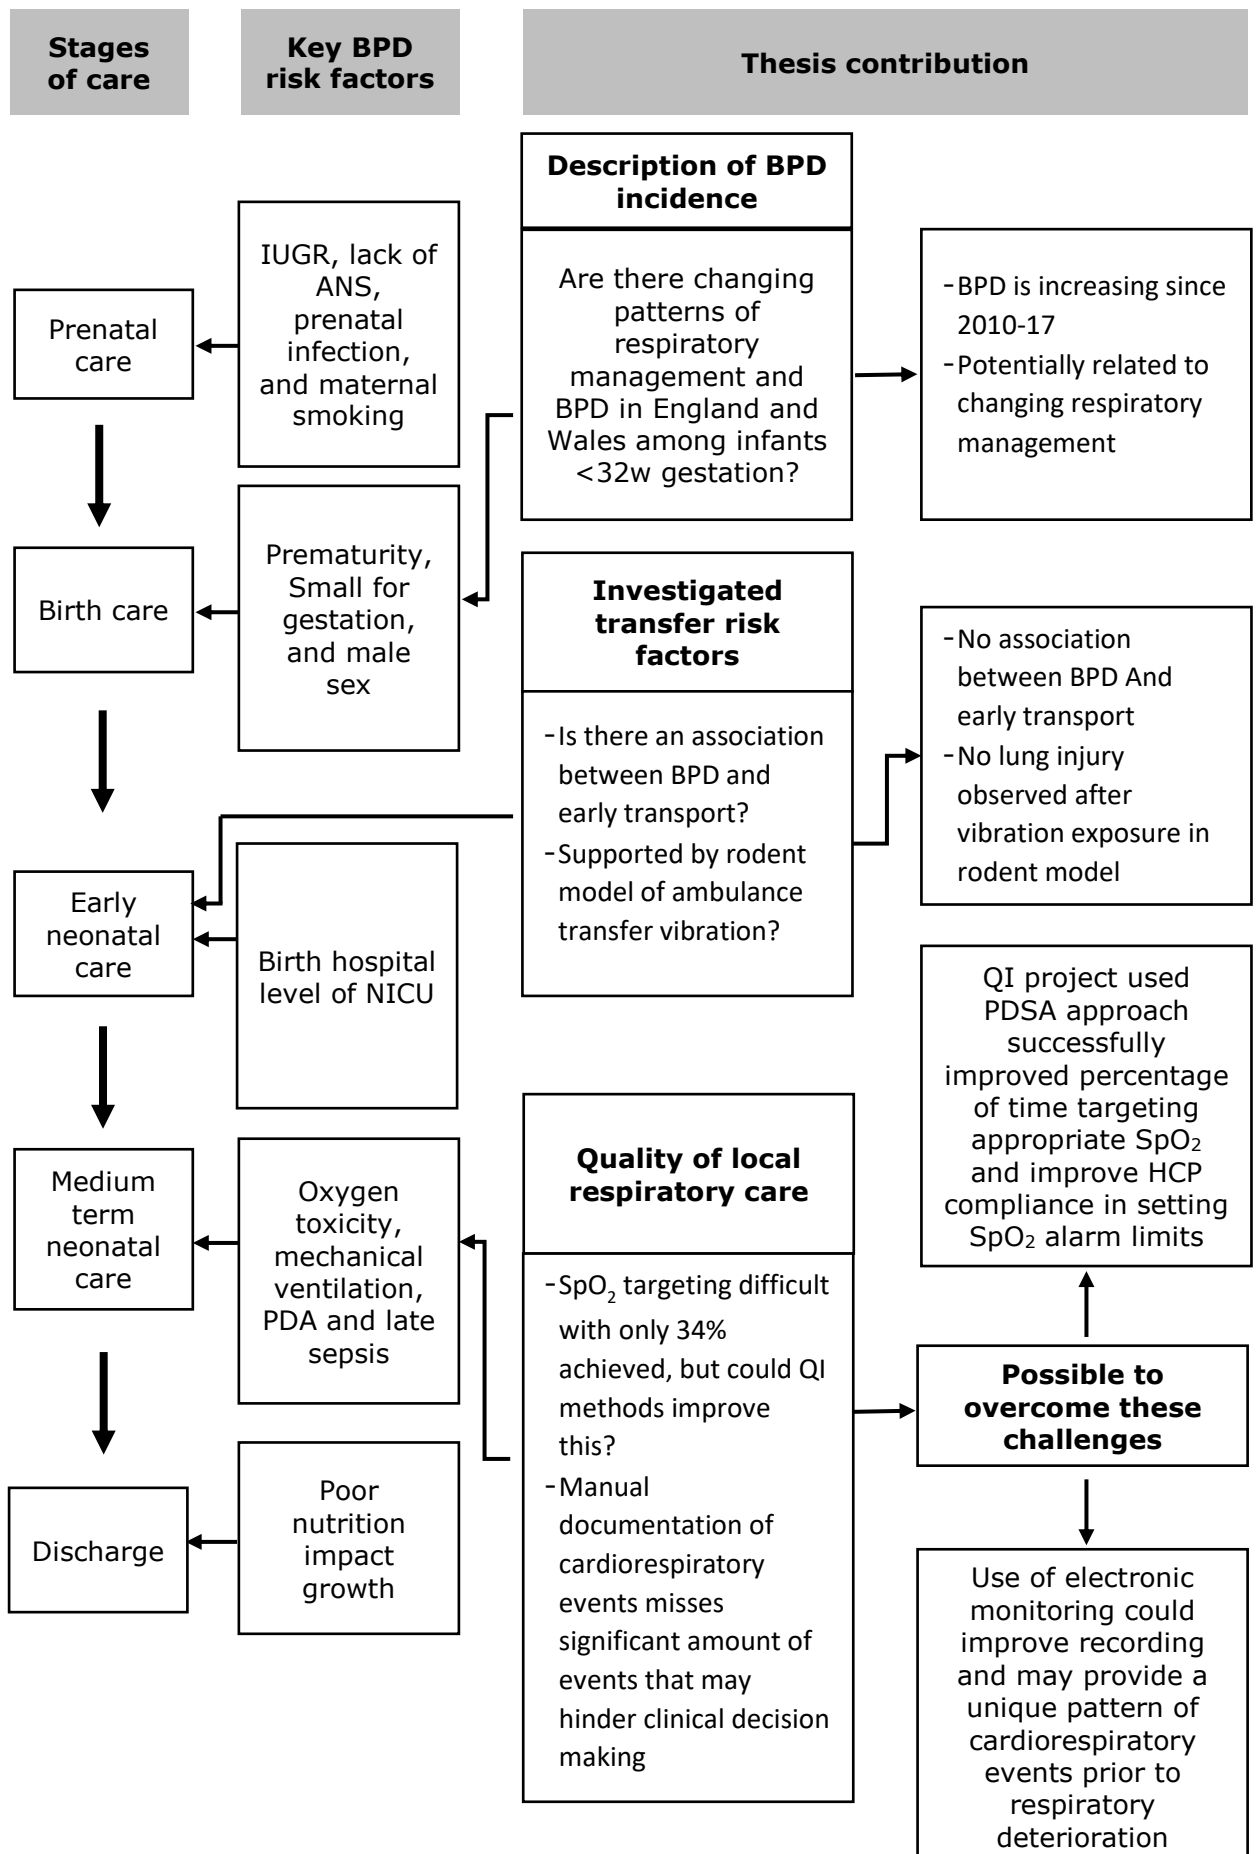 Stages
of care
Key BPD
risk factors
Thesis contribution
Prenatal
care
Birth care
Early
neonatal
care
Medium
term
neonatal
care
Discharge
IUGR, lack of
ANS,
prenatal
infection,
and maternal
smoking
Prematurity,
Small for
gestation,
and male
sex
Birth hospital
level of NICU
Oxygen
toxicity,
mechanical
ventilation,
PDA and late
sepsis
Poor
nutrition
impact
growth
Description of BPD
incidence
Are there changing
patterns of
respiratory
management and
BPD in England and
Wales among infants
<32w gestation?
-BPD is increasing since
2010-17
-Potentially related to
changing respiratory
management
Investigated
transfer risk
factors
-Is there an association
between BPD and
early transport?
-Supported by rodent
model of ambulance
transfer vibration?
-No association
between BPD And
early transport
-No lung injury
observed after
vibration exposure in
rodent model
Quality of local
respiratory care
-SpO₂ targeting difficult
with only 34%
achieved, but could QI
methods improve
this?
-Manual
documentation of
cardiorespiratory
events misses
significant amount of
events that may
hinder clinical decision
making
QI project used
PDSA approach
successfully
improved percentage
of time targeting
appropriate SpO₂
and improve HCP
compliance in setting
SpO₂ alarm limits
Possible to
overcome these
challenges
Use of electronic
monitoring could
improve recording
and may provide a
unique pattern of
cardiorespiratory
events prior to
respiratory
deterioration